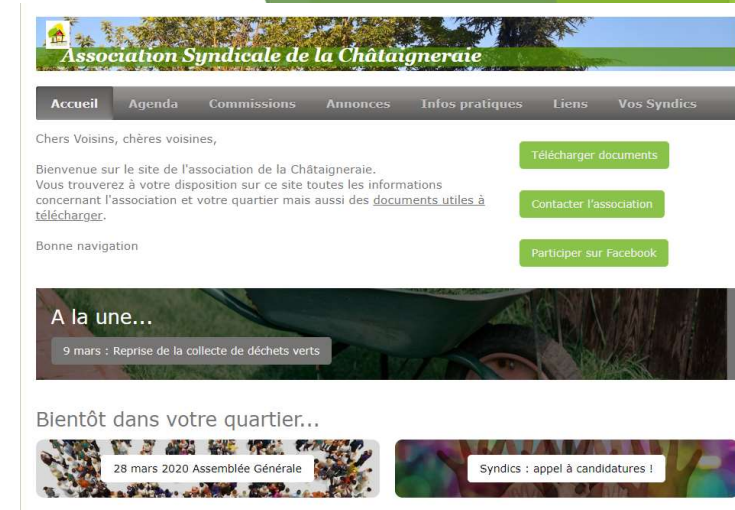 Association Syndicale de la Châtaigneraie
Accueil Agenda Commissions Annonces Infos pratiques Liens Vos Syndics
Chers Voisins, chères voisines,
Bienvenue sur le site de l'association de la Châtaigneraie.
Vous trouverez à votre disposition sur ce site toutes les informations
concernant l'association et votre quartier mais aussi des documents utiles à
télécharger.
Bonne navigation
Télécharger documents
Contacter l'association
Participer sur Facebook
A la une...
9 mars : Reprise de la collecte de déchets verts
Bientôt dans votre quartier...
28 mars 2020 Assemblée Générale
Syndics : appel à candidatures !